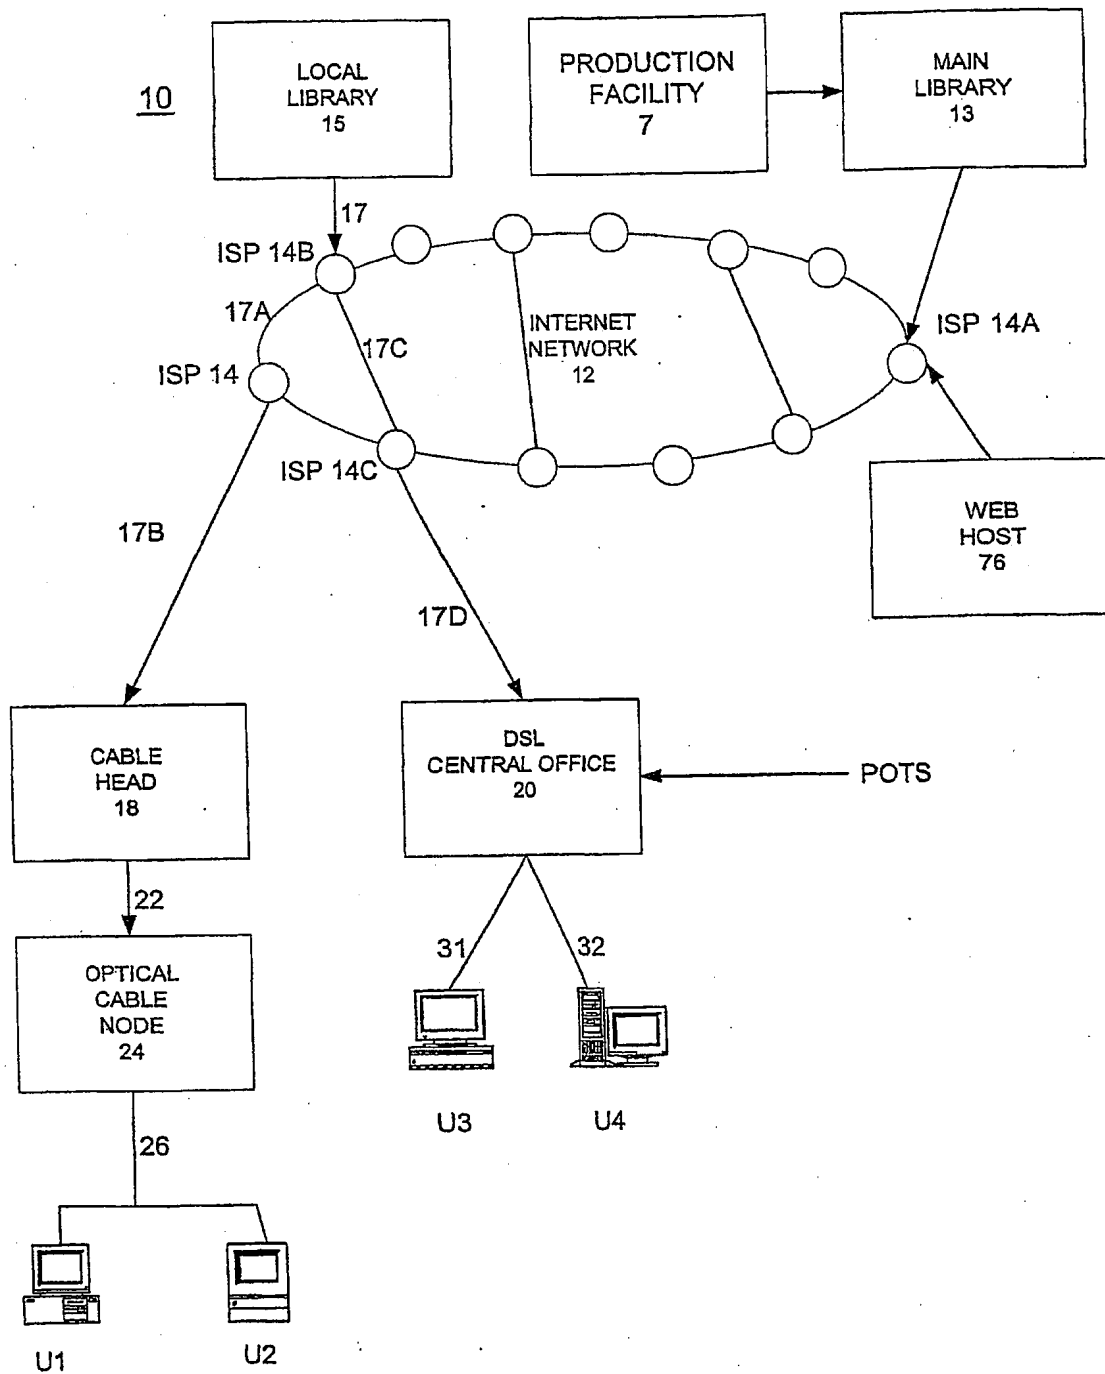 10
LOCAL
LIBRARY
15
PRODUCTION
FACILITY
7
MAIN
LIBRARY
13
17
ISP 14B
17A
17C
INTERNET
NETWORK
12
ISP 14A
ISP 14
ISP 14C
17B
17D
WEB
HOST
76
CABLE
HEAD
18
DSL
CENTRAL OFFICE
20
POTS
22
OPTICAL
CABLE
NODE
24
31
32
U3
U4
26
U1
U2